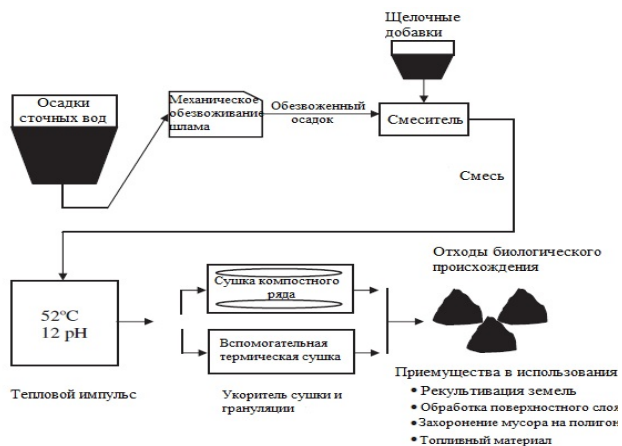 Щелочные
добавки
Осадки
сточных вод
Механическое
обезвоживание
шлама
Обезвоженный
осадок
Смеситель
Смесь
52°C
12 pH
Тепловой импульс
Сушка компостного
ряда
Вспомогательная
термическая сушка
Укоритель сушки и
грануляции
Отходы биологического
происхождения
Приемущества в использования
• Рекультивация земель
• Обработка поверхностного слоя
• Захоронение мусора на полигон
• Топливный материал